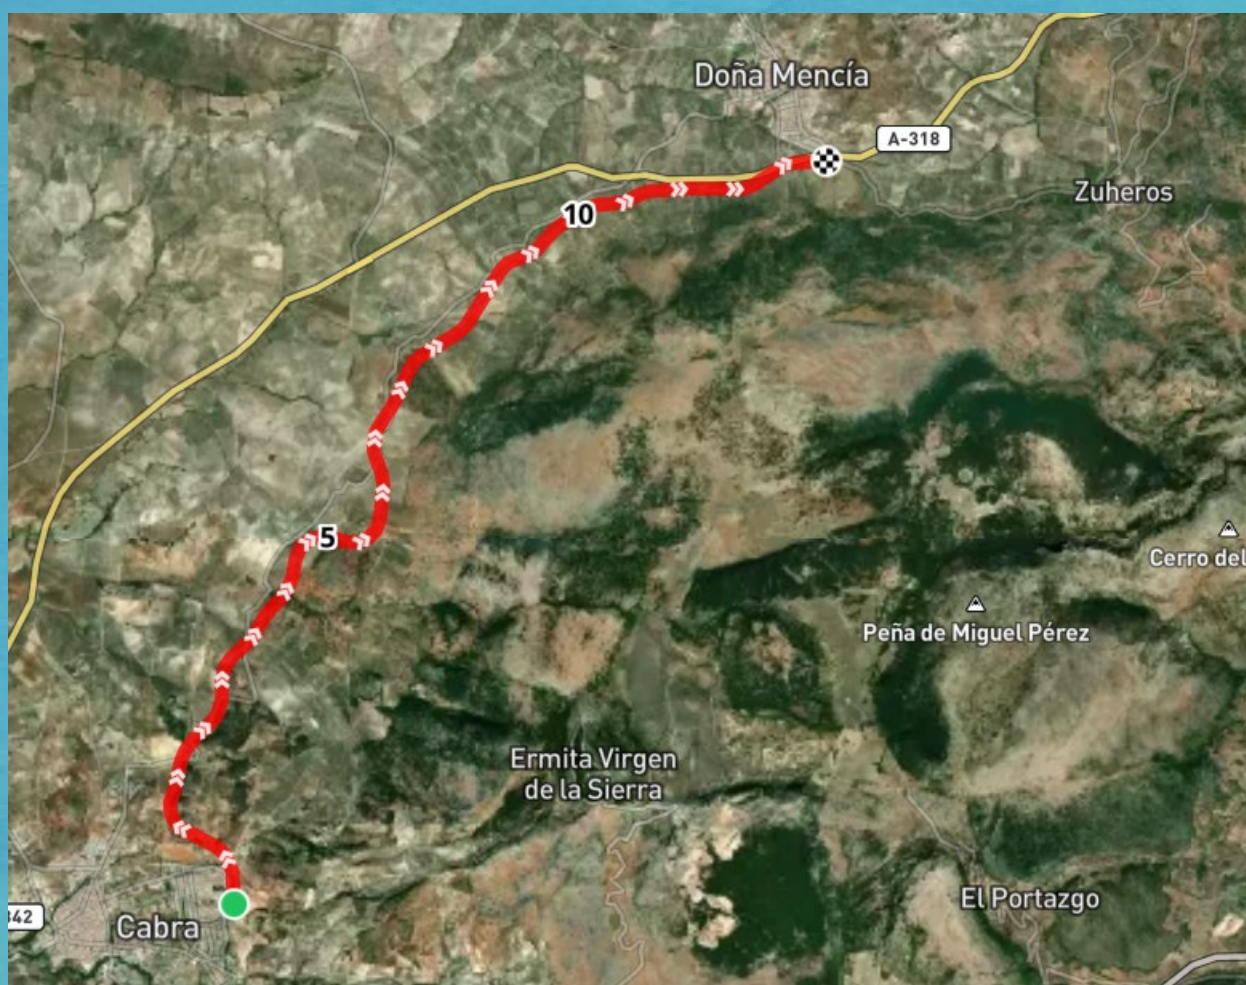 Doña Mencía
A-318
Zuheros
10
5
Cerro del
Peña de Miguel Pérez
Ermita Virgen
de la Sierra
El Portazgo
342
Cabra